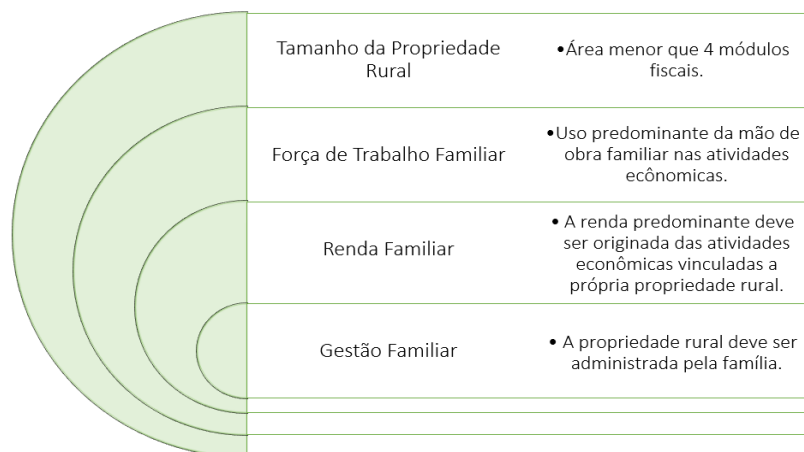 Tamanho da Propriedade
Rural
•Área menor que 4 módulos
fiscais.
Força de Trabalho Familiar
•Uso predominante da mão de
obra familiar nas atividades
ecônomicas.
Renda Familiar
• A renda predominante deve
ser originada das atividades
econômicas vinculadas a
própria propriedade rural.
Gestão Familiar
• A propriedade rural deve ser
administrada pela família.